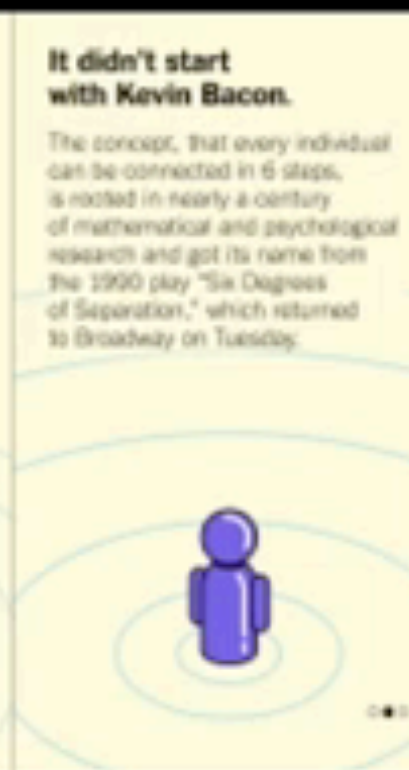 It didn't start
with Kevin Bacon.
The concept, that every individual
can be connected in 6 steps,
is rooted in nearly a century
of mathematical and psychological
research and got its name from
the 1990 play "Six Degrees
of Separation," which returned
to Broadway on Tuesday.